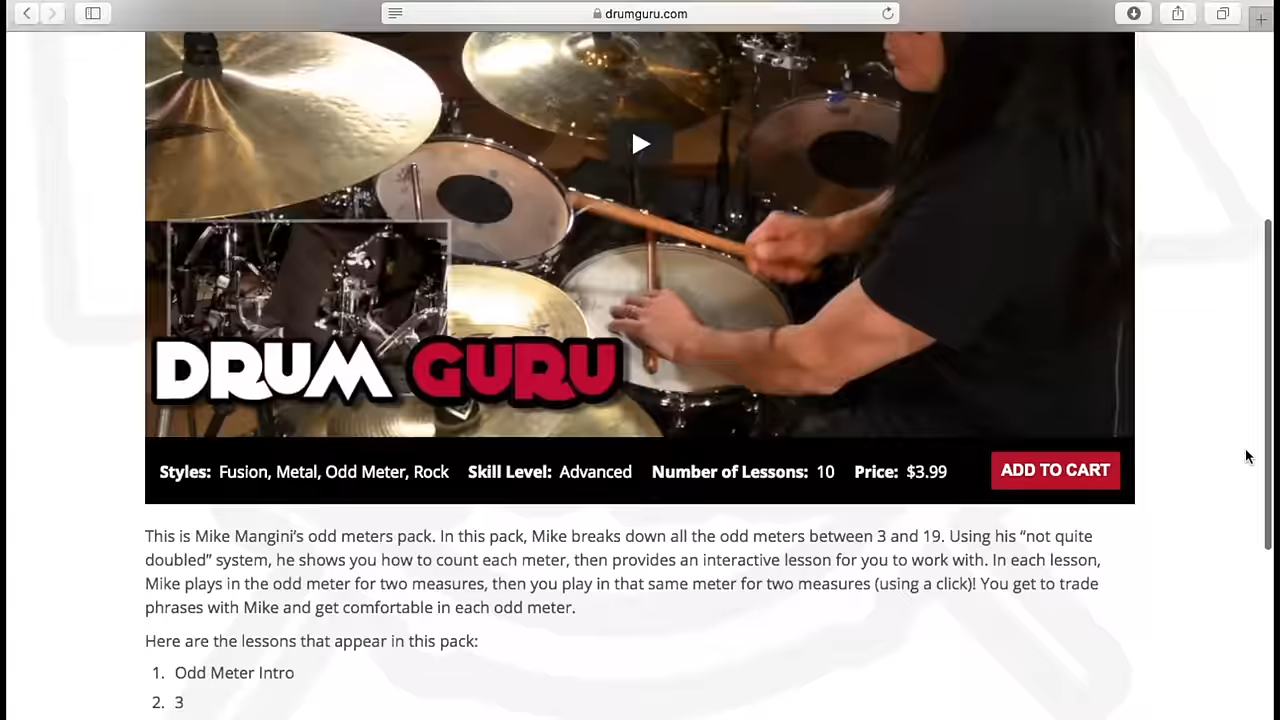 drumguru.com
DRUM GURU
Styles: Fusion, Metal, Odd Meter, Rock Skill Level: Advanced Number of Lessons: 10 Price: $3.99 ADD TO CART
This is Mike Mangini’s odd meters pack. In this pack, Mike breaks down all the odd meters between 3 and 19. Using his “not quite
doubled” system, he shows you how to count each meter, then provides an interactive lesson for you to work with. In each lesson,
Mike plays in the odd meter for two measures, then you play in that same meter for two measures (using a click)! You get to trade
phrases with Mike and get comfortable in each odd meter.
Here are the lessons that appear in this pack:
1. Odd Meter Intro
2. 3